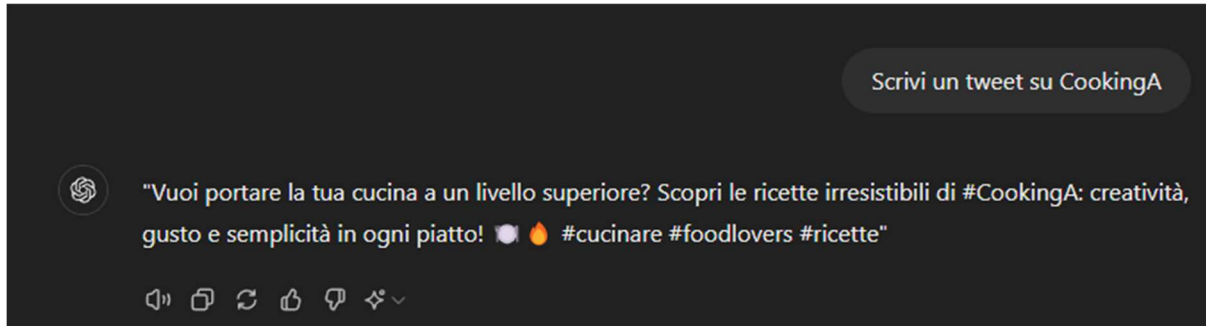 Scrivi un tweet su CookingA
"Vuoi portare la tua cucina a un livello superiore? Scopri le ricette irresistibili di #CookingA: creatività,
gusto e semplicità in ogni piatto! 🍽️🔥 #cucinare #foodlovers #ricette"